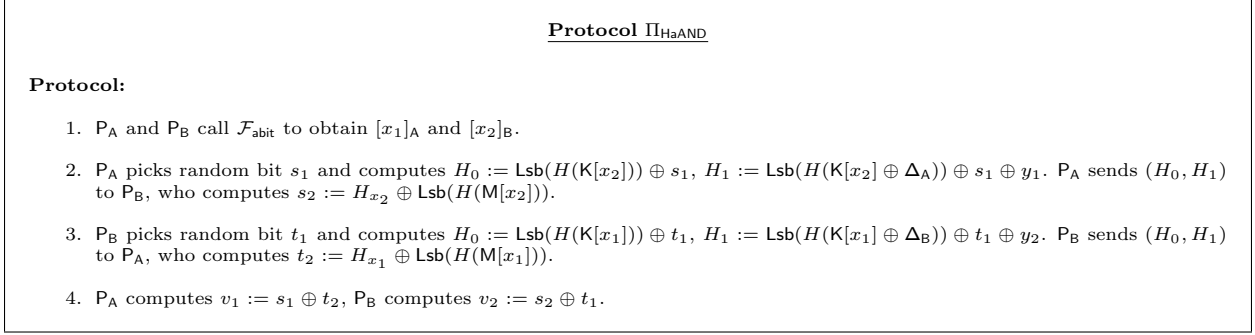 Protocol Π_HaAND
Protocol:
1. P_A and P_B call F_abit to obtain [x_1]_A and [x_2]_B.
2. P_A picks random bit s_1 and computes H_0 := Lsb(H(K[x_2])) ⊕ s_1, H_1 := Lsb(H(K[x_2] ⊕ Δ_A)) ⊕ s_1 ⊕ y_1. P_A sends (H_0, H_1)
to P_B, who computes s_2 := H_{x_2} ⊕ Lsb(H(M[x_2])).
3. P_B picks random bit t_1 and computes H_0 := Lsb(H(K[x_1])) ⊕ t_1, H_1 := Lsb(H(K[x_1] ⊕ Δ_B)) ⊕ t_1 ⊕ y_2. P_B sends (H_0, H_1)
to P_A, who computes t_2 := H_{x_1} ⊕ Lsb(H(M[x_1])).
4. P_A computes v_1 := s_1 ⊕ t_2, P_B computes v_2 := s_2 ⊕ t_1.